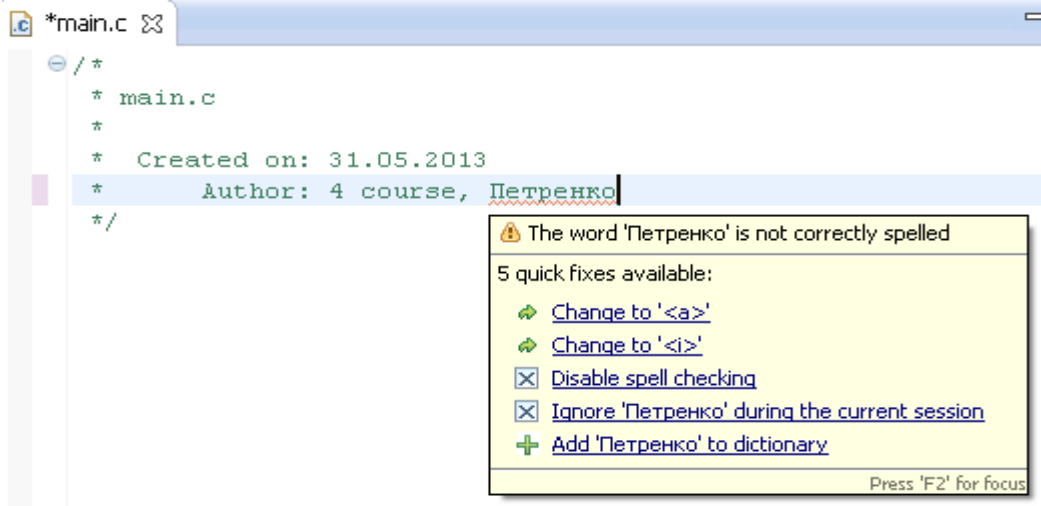 *main.c
/*
* main.c
*
* Created on: 31.05.2013
* Author: 4 course, Петренко
*/
The word 'Петренко' is not correctly spelled
5 quick fixes available:
Change to '<a>'
Change to '<i>'
Disable spell checking
Ignore 'Петренко' during the current session
Add 'Петренко' to dictionary
Press 'F2' for focus